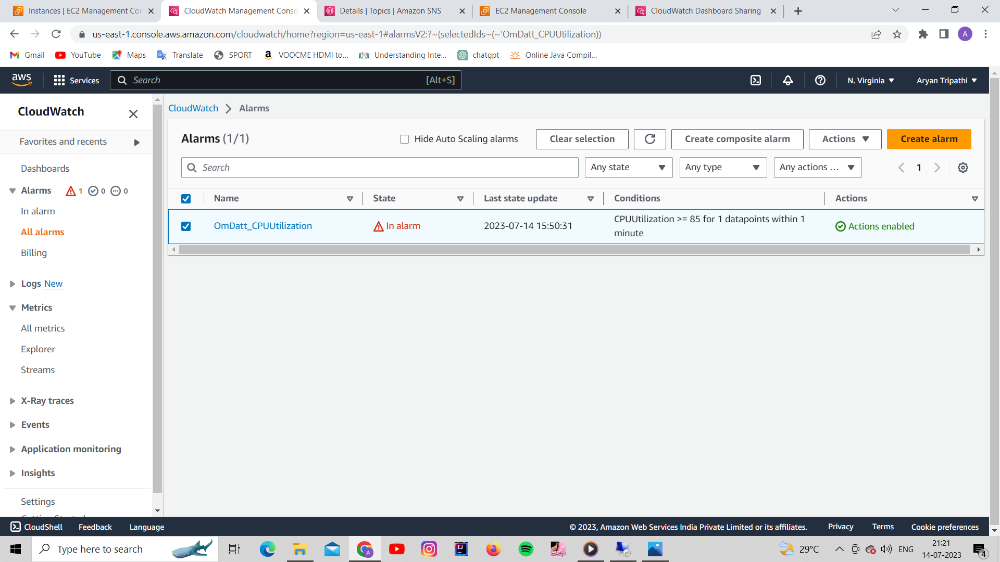 Instances | EC2 Management Con
CloudWatch Management Conso
Details | Topics | Amazon SNS
EC2 Management Console
CloudWatch Dashboard Sharing
us-east-1.console.aws.amazon.com/cloudwatch/home?region=us-east-1#alarmsV2:?~(selectedIds~(~'OmDatt_CPUUtilization))
A
Gmail
YouTube
Maps
Translate
SPORT
VOOCME HDMI to...
Understanding Inte...
chatgpt
Online Java Compil...
aws
Services
Search
[Alt+S]
N. Virginia
Aryan Tripathi
CloudWatch
Favorites and recents
Dashboards
Alarms 1 0 0
In alarm
All alarms
Billing
Logs New
Metrics
All metrics
Explorer
Streams
X-Ray traces
Events
Application monitoring
Insights
Settings
CloudWatch
Alarms
Alarms (1/1)
Hide Auto Scaling alarms
Clear selection
Create composite alarm
Actions
Create alarm
Search
Any state
Any type
Any actions ...
1
Name
State
Last state update
Conditions
Actions
OmDatt_CPUUtilization
In alarm
2023-07-14 15:50:31
CPUUtilization >= 85 for 1 datapoints within 1
minute
Actions enabled
CloudShell
Feedback
Language
© 2023, Amazon Web Services India Private Limited or its affiliates.
Privacy
Terms
Cookie preferences
Type here to search
29°C
ENG
21:21
14-07-2023
4